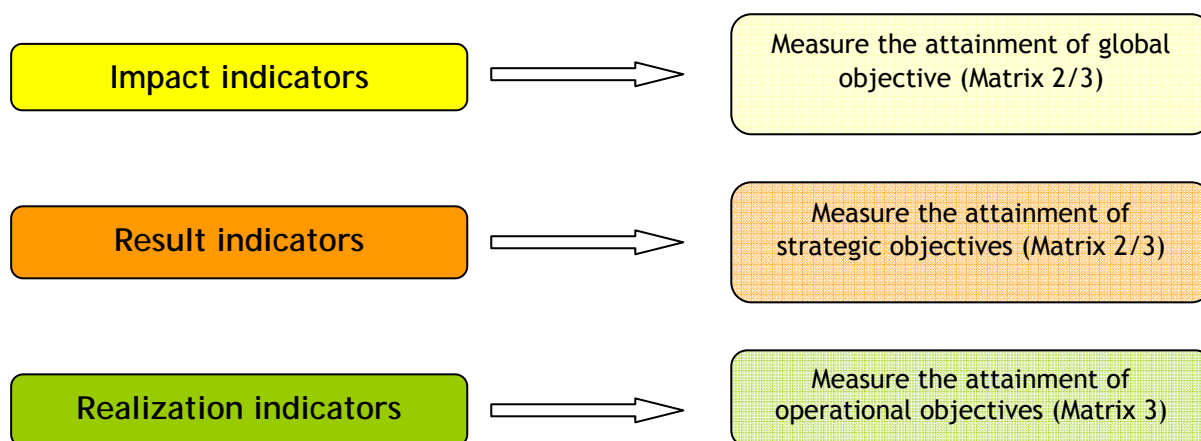 Impact indicators
Measure the attainment of global
objective (Matrix 2/3)
Result indicators
Measure the attainment of
strategic objectives (Matrix 2/3)
Realization indicators
Measure the attainment of
operational objectives (Matrix 3)